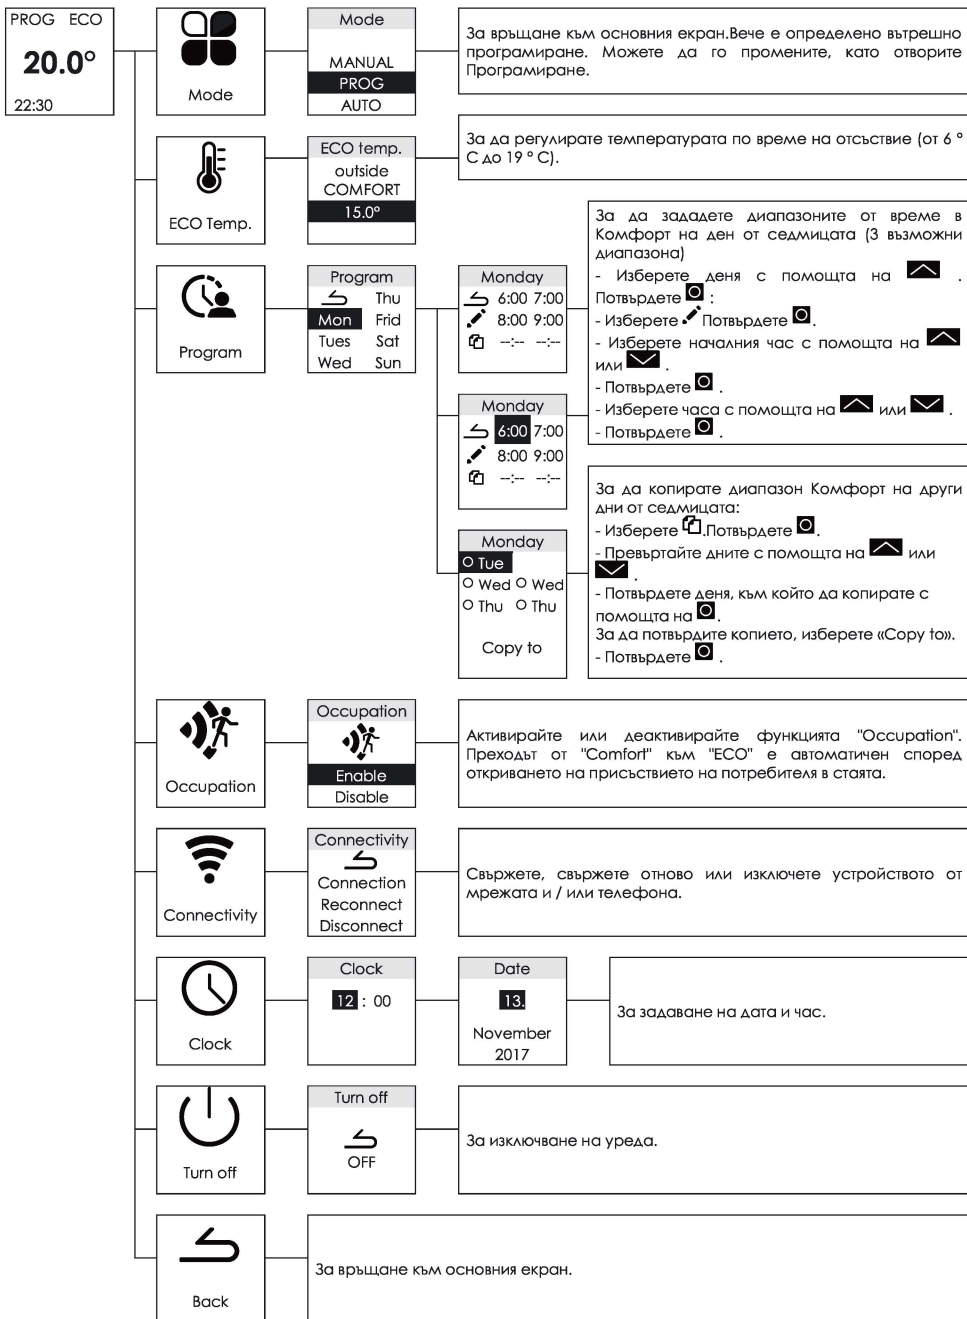 PROG ECO
20.0°
22:30
Mode
Mode
MANUAL
PROG
AUTO
За връщане към основния екран.Вече е определено вътрешно
програмиране. Можете да го промените, като отворите
Програмиране.
ECO Temp.
ECO temp.
outside
COMFORT
15.0°
За да регулирате температурата по време на отсъствие (от 6 °
C до 19 ° C).
Program
Program
Thu
Mon Frid
Tues Sat
Wed Sun
Monday
6:00 7:00
8:00 9:00
--:-- --:--
За да зададете диапазоните от време в
Комфорт на ден от седмицата (3 възможни
диапазона)
- Изберете деня с помощта на .
Потвърдете :
- Изберете Потвърдете .
- Изберете началния час с помощта на
или .
- Потвърдете .
- Изберете часа с помощта на или .
- Потвърдете .
Monday
6:00 7:00
8:00 9:00
--:-- --:--
Monday
Tue
Wed Wed
Thu Thu
Copy to
За да копирате диапазон Комфорт на други
дни от седмицата:
- Изберете .Потвърдете .
- Превъртайте дните с помощта на или
.
- Потвърдете деня, към който да копирате с
помощта на .
За да потвърдите копието, изберете «Copy to».
- Потвърдете .
Occupation
Occupation
Enable
Disable
Активирайте или деактивирайте функцията "Occupation".
Преходът от "Comfort" към "ECO" е автоматичен според
откриването на присъствието на потребителя в стаята.
Connectivity
Connectivity
Connection
Reconnect
Disconnect
Свържете, свържете отново или изключете устройството от
мрежата и / или телефона.
Clock
Clock
12 : 00
Date
13.
November
2017
За задаване на дата и час.
Turn off
Turn off
OFF
За изключване на уреда.
Back
За връщане към основния екран.